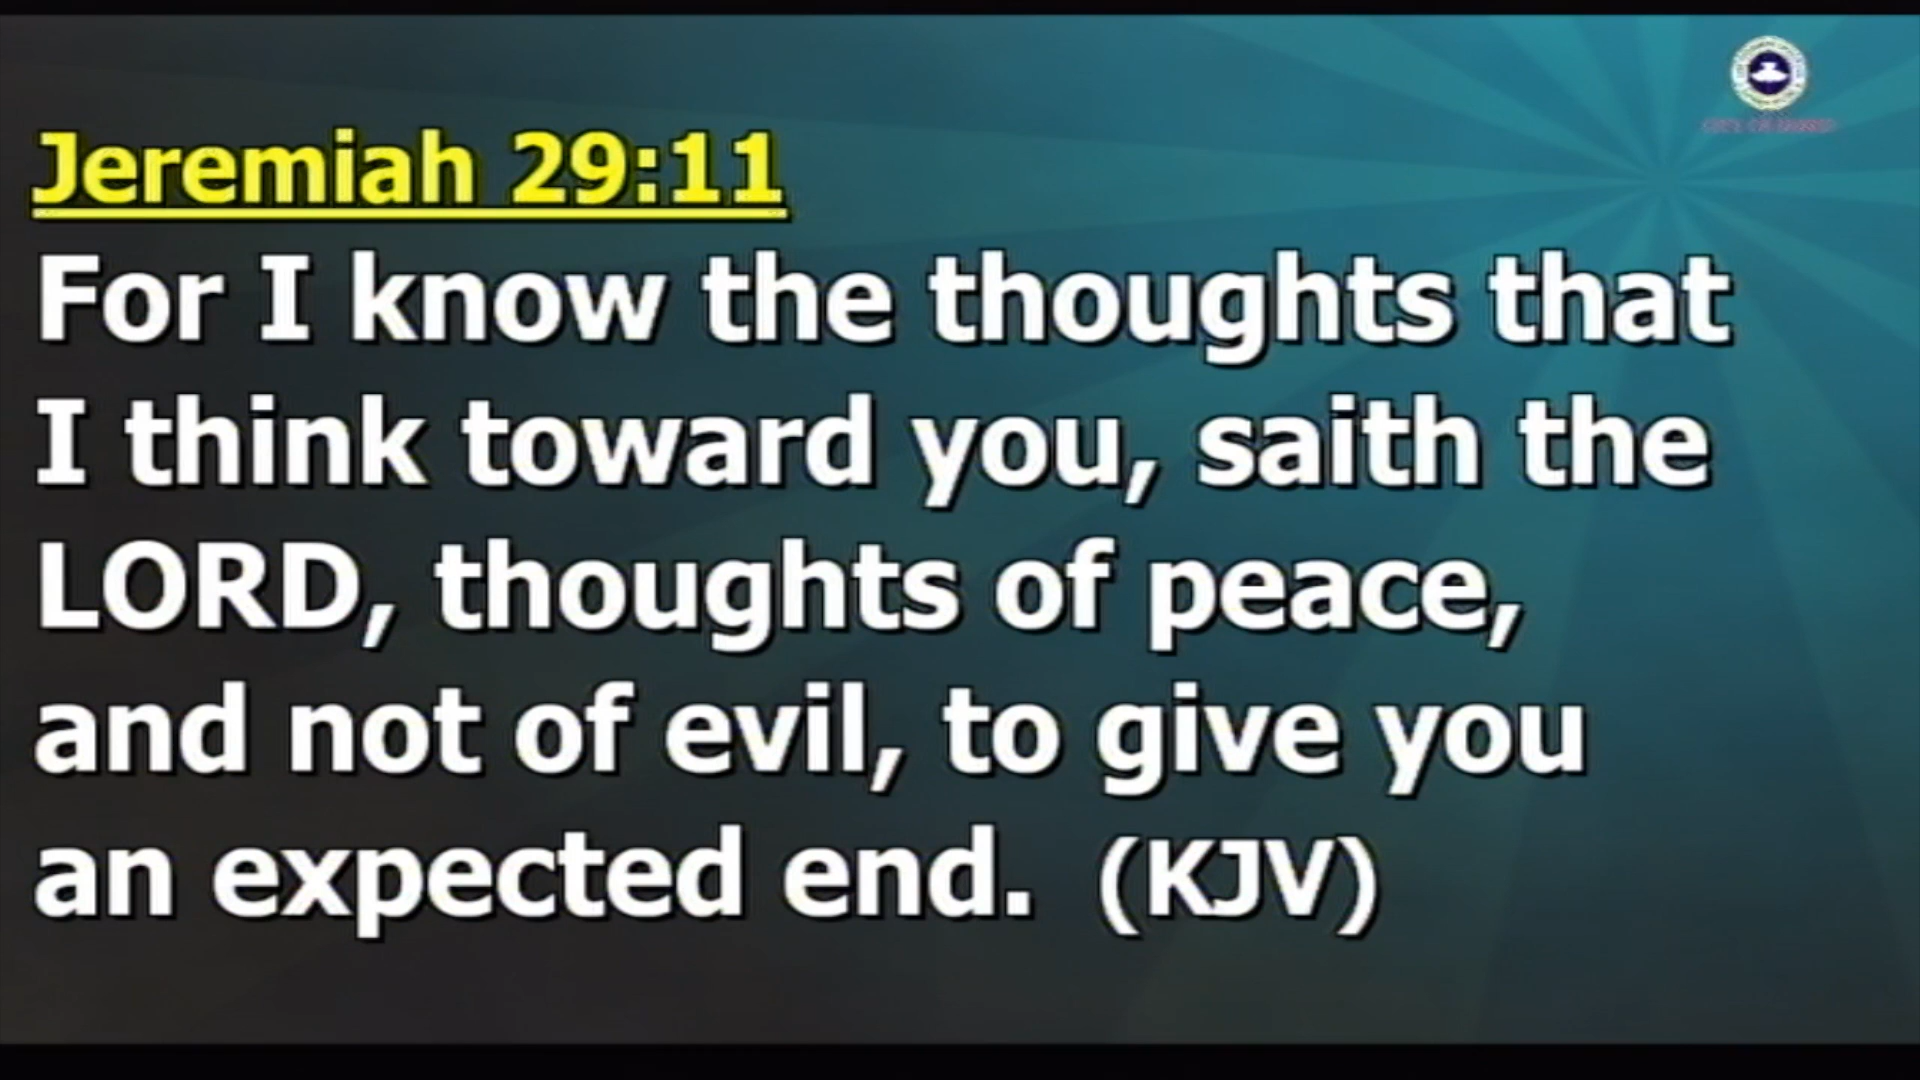 Jeremiah 29:11
For I know the thoughts that
I think toward you, saith the
LORD, thoughts of peace,
and not of evil, to give you
an expected end. (KJV)